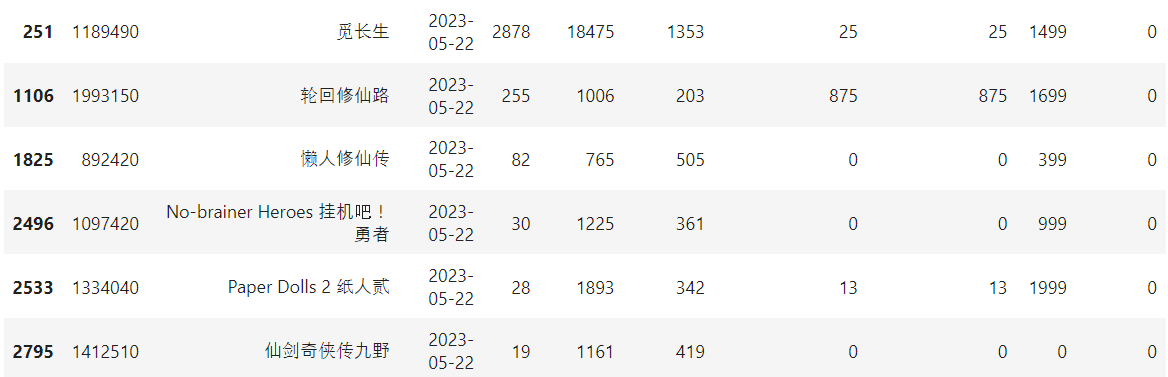 251 1189490 觅长生 2023-05-22 2878 18475 1353 25 25 1499 0
1106 1993150 轮回修仙路 2023-05-22 255 1006 203 875 875 1699 0
1825 892420 懒人修仙传 2023-05-22 82 765 505 0 0 399 0
2496 1097420 No-brainer Heroes 挂机吧！勇者 2023-05-22 30 1225 361 0 0 999 0
2533 1334040 Paper Dolls 2 纸人贰 2023-05-22 28 1893 342 13 13 1999 0
2795 1412510 仙剑奇侠传九野 2023-05-22 19 1161 419 0 0 0 0